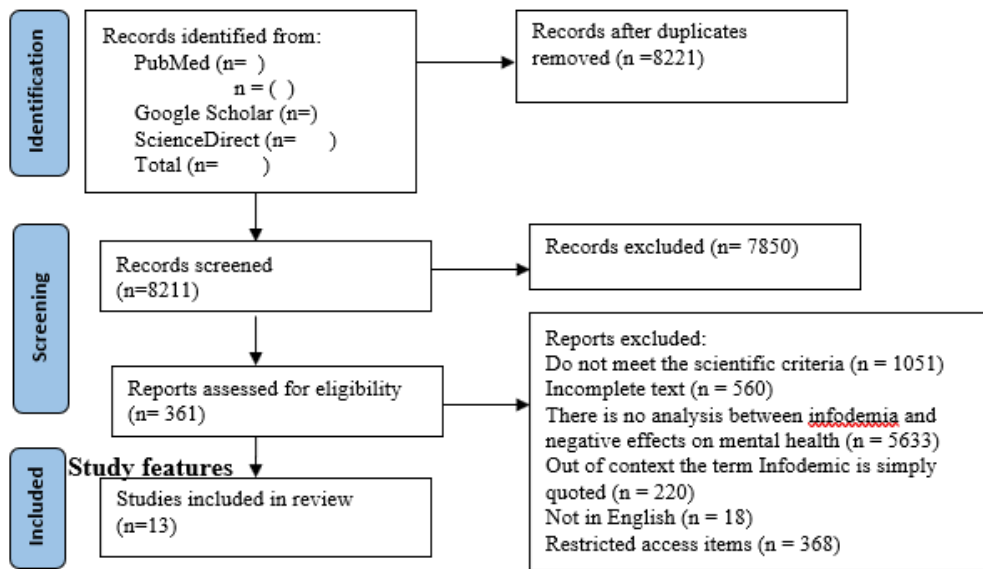 Identification
Records identified from:
PubMed (n=  )
n = (  )
Google Scholar (n=)
ScienceDirect (n=      )
Total (n=        )
Records after duplicates
removed (n =8221)
Screening
Records screened
(n=8211)
Records excluded (n= 7850)
Reports assessed for eligibility
(n= 361)
Reports excluded:
Do not meet the scientific criteria (n = 1051)
Incomplete text (n = 560)
There is no analysis between infodemia and
negative effects on mental health (n = 5633)
Out of context the term Infodemic is simply
quoted (n = 220)
Not in English (n = 18)
Restricted access items (n = 368)
Included
Study features
Studies included in review
(n=13)